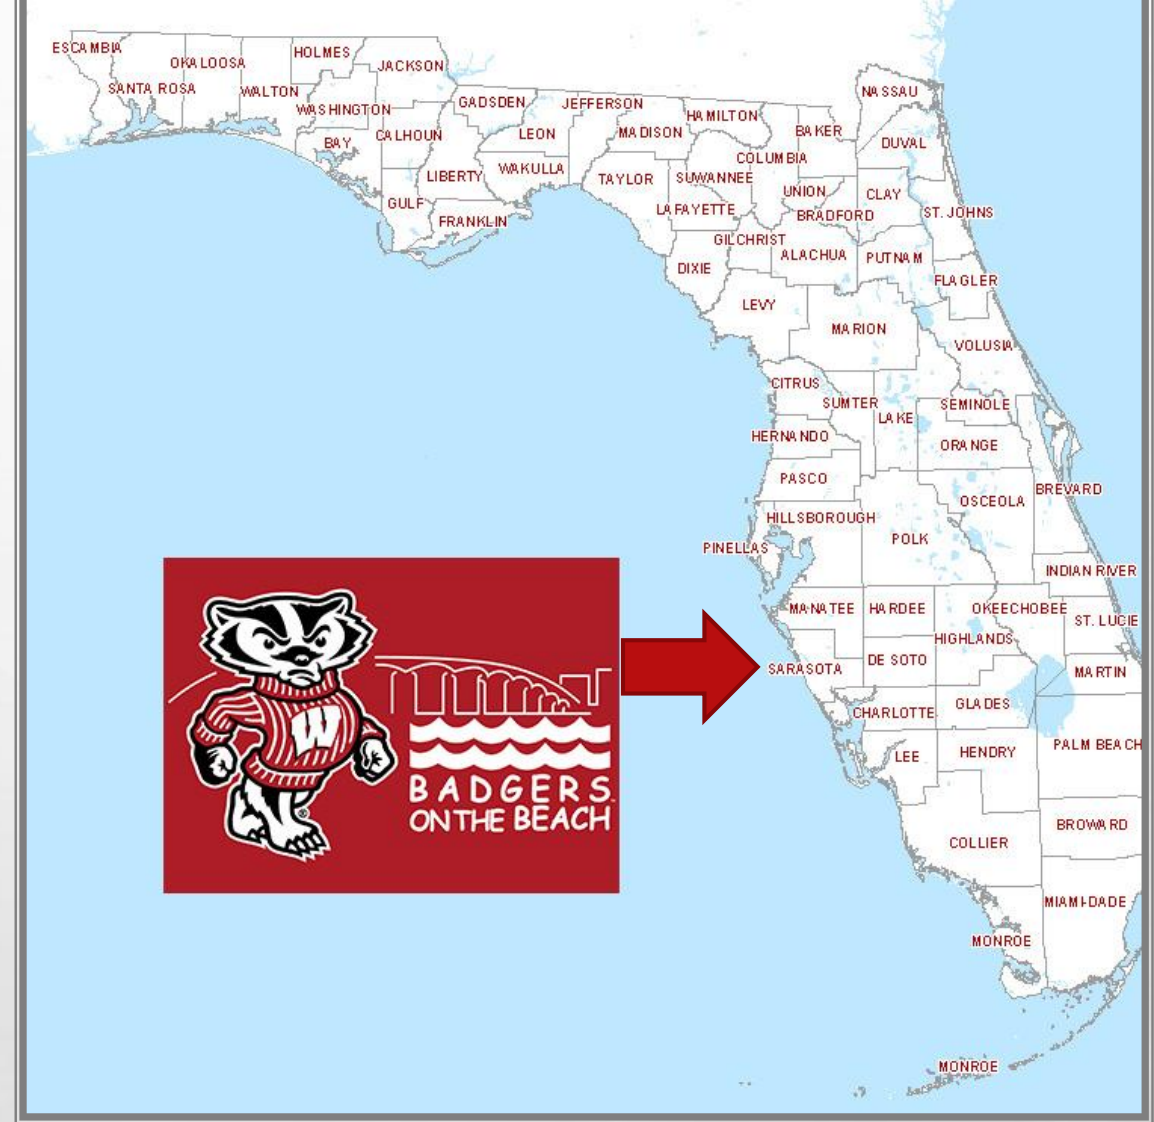 ESCAMBIA
OKALOOSA
HOLMES
JACKSON
SANTA ROSA
WALTON
WASHINGTON
GADSDEN
JEFFERSON
HAMILTON
NASSAU
BAY
CALHOUN
LEON
MADISON
BAKER
DUVAL
LIBERTY
WAKULLA
TAYLOR
SUWANNEE
COLUMBIA
UNION
CLAY
GULF
FRANKLIN
LAFAYETTE
BRADFORD
ST. JOHNS
GILCHRIST
ALACHUA
PUTNAM
DIXIE
FLAGLER
LEVY
MARION
VOLUSIA
CITRUS
SUMTER
LAKE
SEMINOLE
HERNANDO
ORANGE
PASCO
OSCEOLA
BREVARD
HILLSBOROUGH
POLK
PINELLAS
INDIAN RIVER
MANATEE
HARDEE
OKEECHOBEE
ST. LUCIE
HIGHLANDS
SARASOTA
DE SOTO
MARTIN
CHARLOTTE
GLADES
LEE
HENDRY
PALM BEACH
W
BADGERS
ON THE BEACH
BROWARD
COLLIER
MIAMI-DADE
MONROE
MONROE